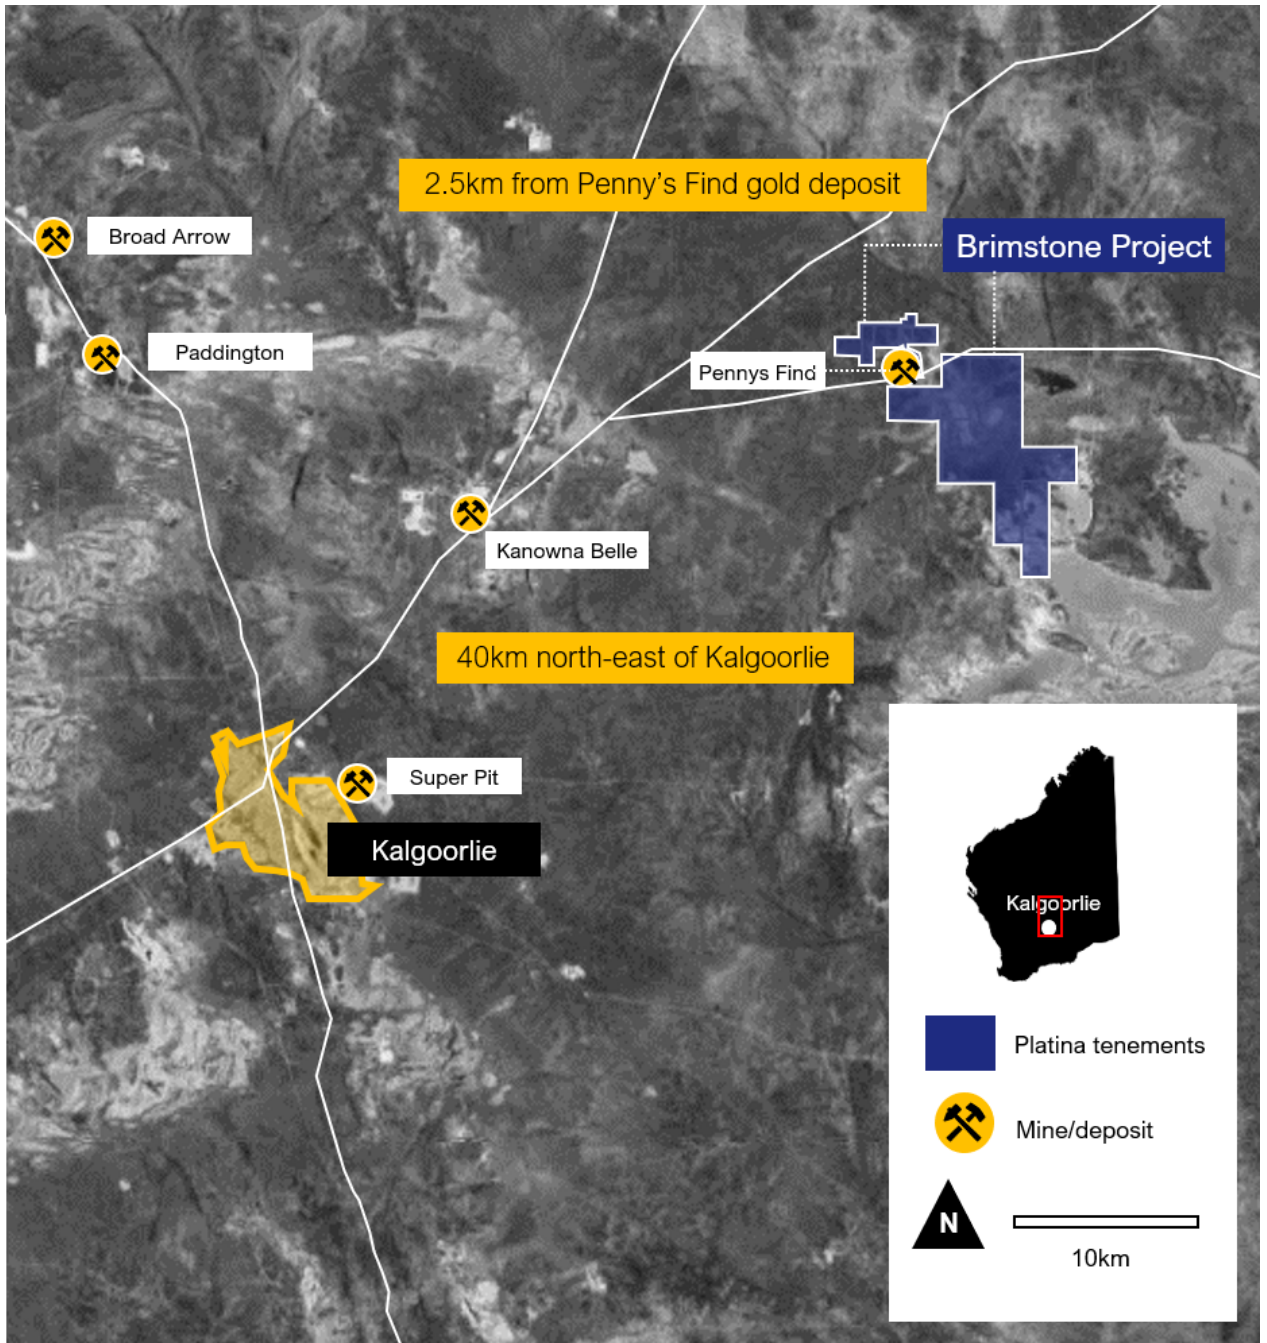 2.5km from Penny's Find gold deposit
Broad Arrow
Brimstone Project
Paddington
Pennys Find
Kanowna Belle
40km north-east of Kalgoorlie
Super Pit
Kalgoorlie
Kalgoorlie
Platina tenements
Mine/deposit
N
10km